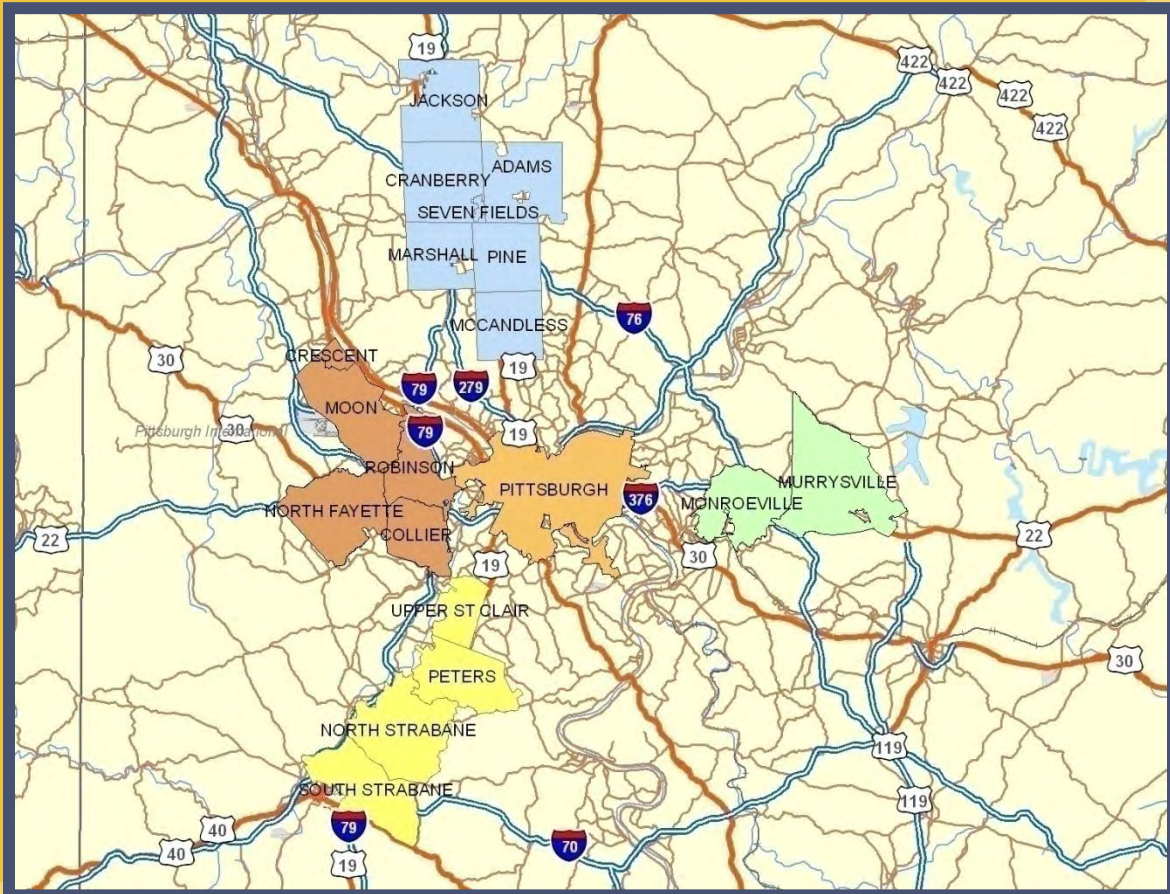 19
422
422
422
422
JACKSON
ADAMS
CRANBERRY
SEVEN FIELDS
MARSHALL
PINE
76
MCCANDLESS
CRESCENT
30
19
79
279
MOON
30
Pittsburgh International
79
19
ROBINSON
PITTSBURGH
376
MURRYSVILLE
MONROEVILLE
NORTH FAYETTE
COLLIER
22
22
30
19
UPPER ST CLAIR
PETERS
30
NORTH STRABANE
119
SOUTH STRABANE
119
79
40
40
19
70